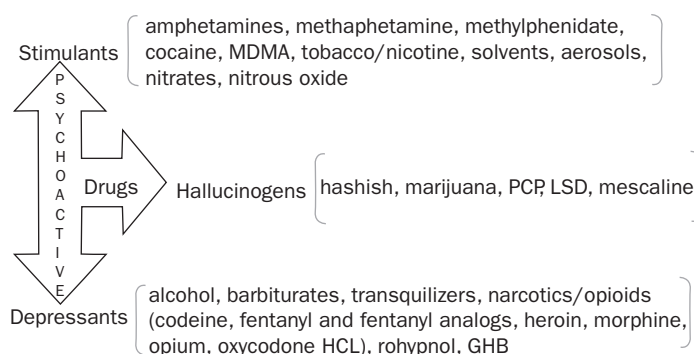 amphetamines, methaphetamine, methylphenidate,
Stimulants
cocaine, MDMA, tobacco/nicotine, solvents, aerosols,
nitrates, nitrous oxide
PSYCHOACTIVE
Drugs
Hallucinogens
hashish, marijuana, PCP, LSD, mescaline
Depressants
alcohol, barbiturates, transquilizers, narcotics/opioids
(codeine, fentanyl and fentanyl analogs, heroin, morphine,
opium, oxycodone HCL), rohypnol, GHB